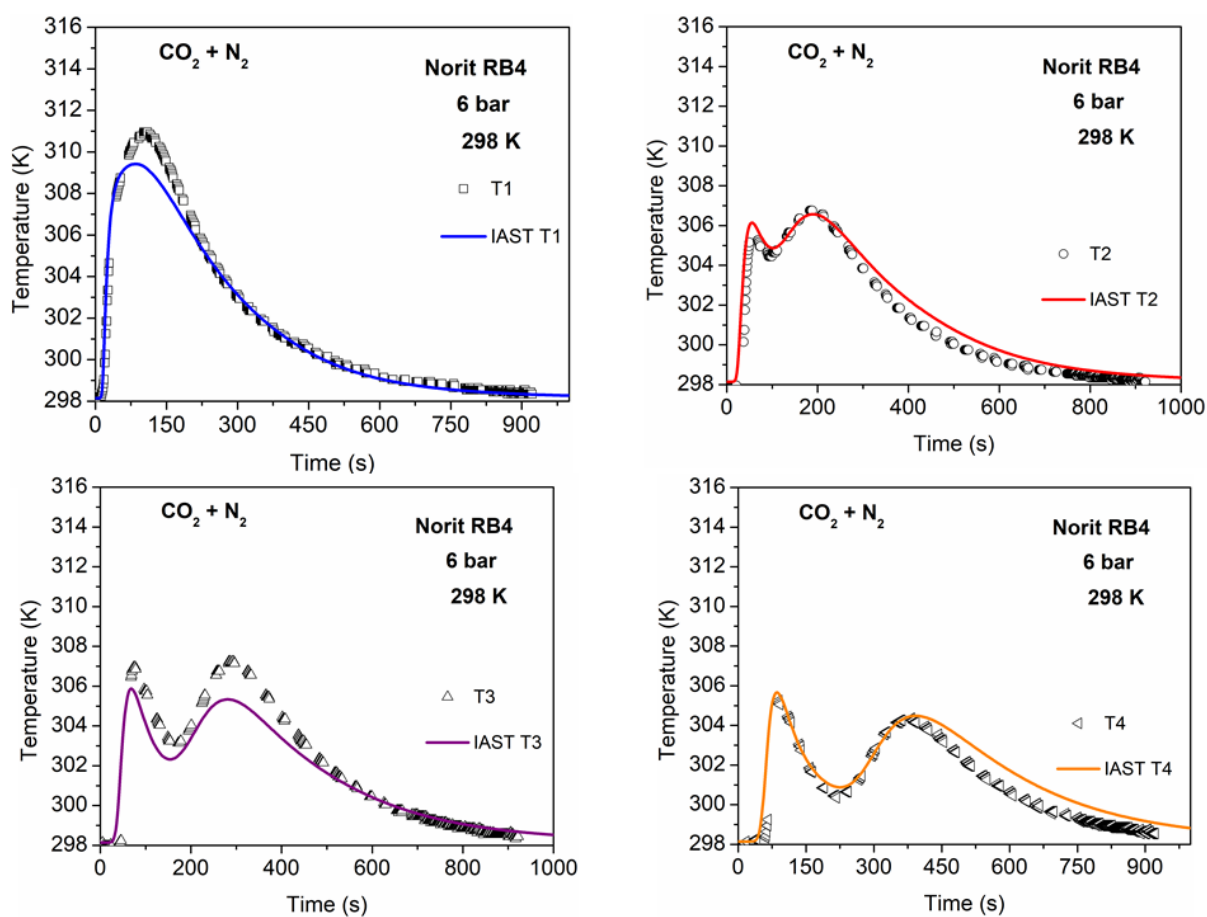 CO₂ + N₂
Norit RB4
6 bar
298 K
T1
IAST T1
Temperature (K)
316
314
312
310
308
306
304
302
300
298
0 150 300 450 600 750 900
Time (s)
CO₂ + N₂
Norit RB4
6 bar
298 K
T2
IAST T2
Temperature (K)
316
314
312
310
308
306
304
302
300
298
0 200 400 600 800 1000
Time (s)
CO₂ + N₂
Norit RB4
6 bar
298 K
T3
IAST T3
Temperature (K)
316
314
312
310
308
306
304
302
300
298
0 200 400 600 800 1000
Time (s)
CO₂ + N₂
Norit RB4
6 bar
298 K
T4
IAST T4
Temperature (K)
316
314
312
310
308
306
304
302
300
298
0 150 300 450 600 750 900
Time (s)